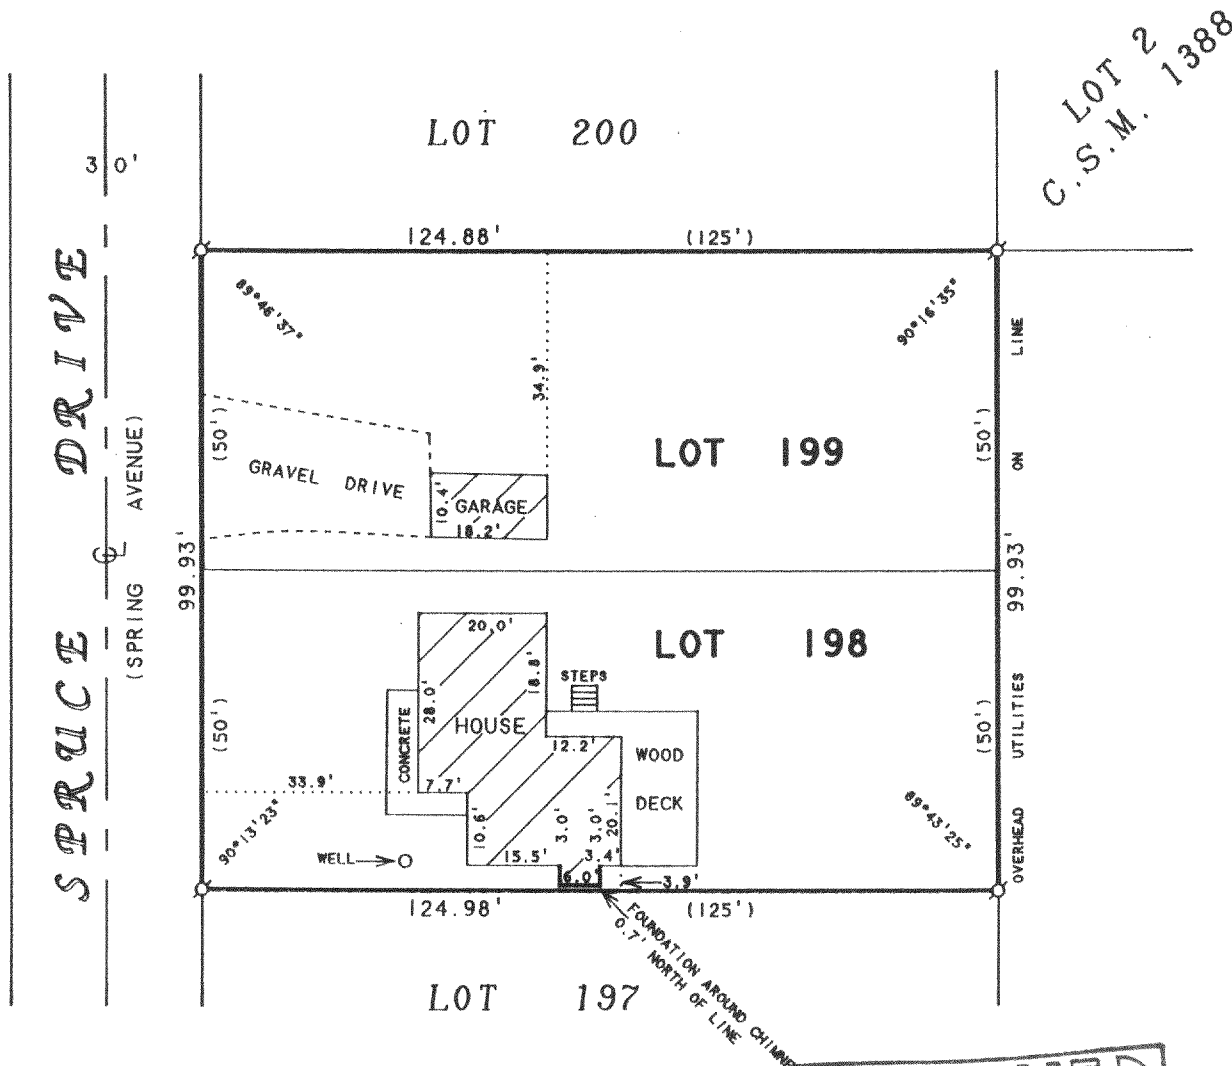 LOT 2
C.S.M. 1388
LOT 200
30'
124.88' (125')
89°46'37"
90°16'35"
34.9'
SPRUCE DRIVE
(SPRING AVENUE)
℄
(50')
(50')
GRAVEL DRIVE
10.4'
GARAGE
18.2'
LOT 199
99.93'
99.93'
OVERHEAD UTILITIES ON LINE
LOT 198
20.0'
18.8'
STEPS
28.0'
HOUSE
CONCRETE
12.2'
WOOD
DECK
(50')
(50')
33.9'
7.7'
10.6'
3.0'
3.0'
20.1'
90°13'23"
89°43'25"
WELL
15.5'
3.4'
6.0'
3.9'
124.98' (125')
FOUNDATION AROUND
0.7' NORTH OF LINE
LOT 197